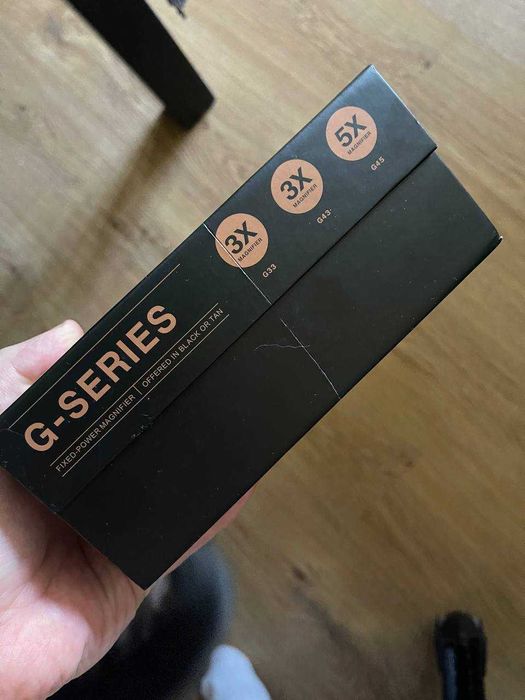 G-SERIES
FIXED-POWER MAGNIFIER | OFFERED IN BLACK OR TAN
3X
MAGNIFIER
G33
3X
MAGNIFIER
G43
5X
MAGNIFIER
G45